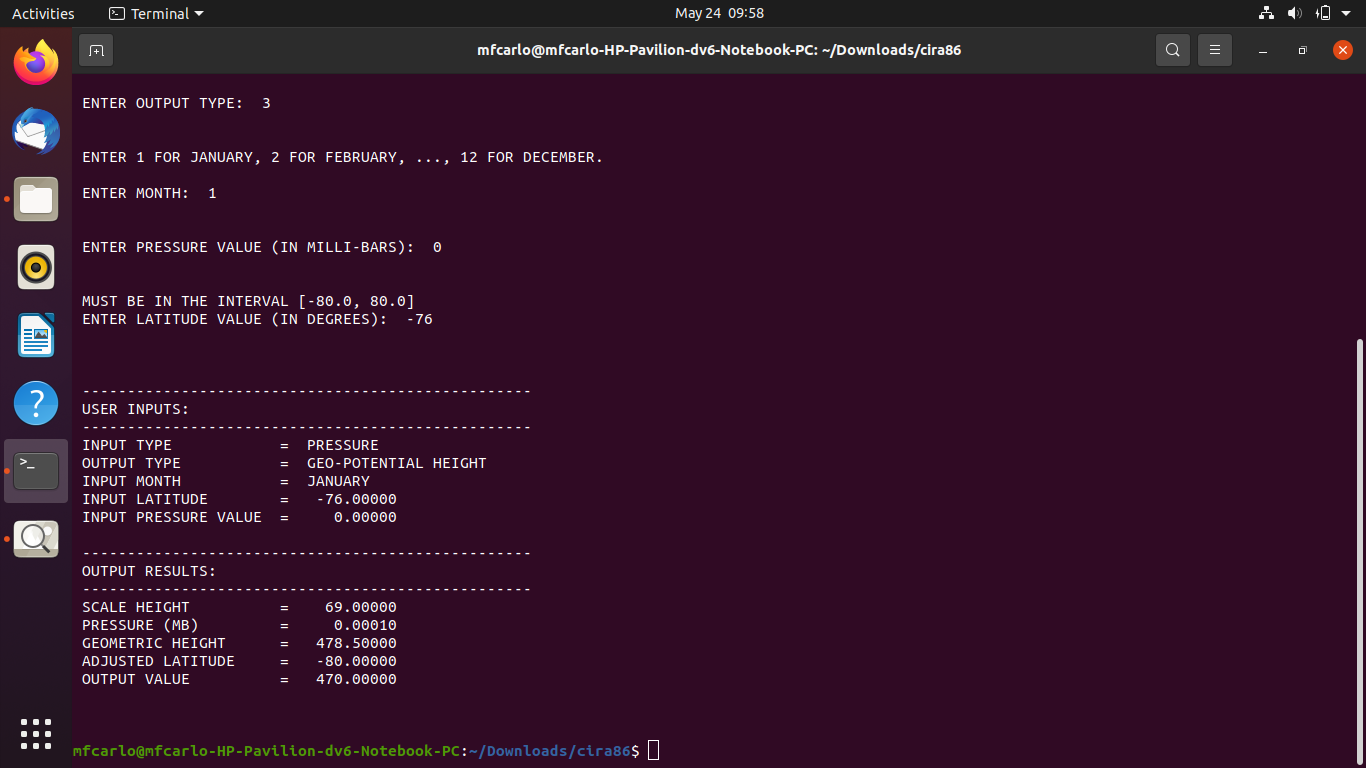 Activities Terminal May 24 09:58
mfcarlo@mfcarlo-HP-Pavilion-dv6-Notebook-PC: ~/Downloads/cira86
ENTER OUTPUT TYPE:  3
ENTER 1 FOR JANUARY, 2 FOR FEBRUARY, ..., 12 FOR DECEMBER.
ENTER MONTH:  1
ENTER PRESSURE VALUE (IN MILLI-BARS):  0
MUST BE IN THE INTERVAL [-80.0, 80.0]
ENTER LATITUDE VALUE (IN DEGREES):  -76
--------------------------------------------------
USER INPUTS:
--------------------------------------------------
INPUT TYPE            =  PRESSURE
OUTPUT TYPE           =  GEO-POTENTIAL HEIGHT
INPUT MONTH           =  JANUARY
INPUT LATITUDE        =   -76.00000
INPUT PRESSURE VALUE  =     0.00000
--------------------------------------------------
OUTPUT RESULTS:
--------------------------------------------------
SCALE HEIGHT          =    69.00000
PRESSURE (MB)         =     0.00010
GEOMETRIC HEIGHT      =   478.50000
ADJUSTED LATITUDE     =   -80.00000
OUTPUT VALUE          =   470.00000
mfcarlo@mfcarlo-HP-Pavilion-dv6-Notebook-PC:~/Downloads/cira86$